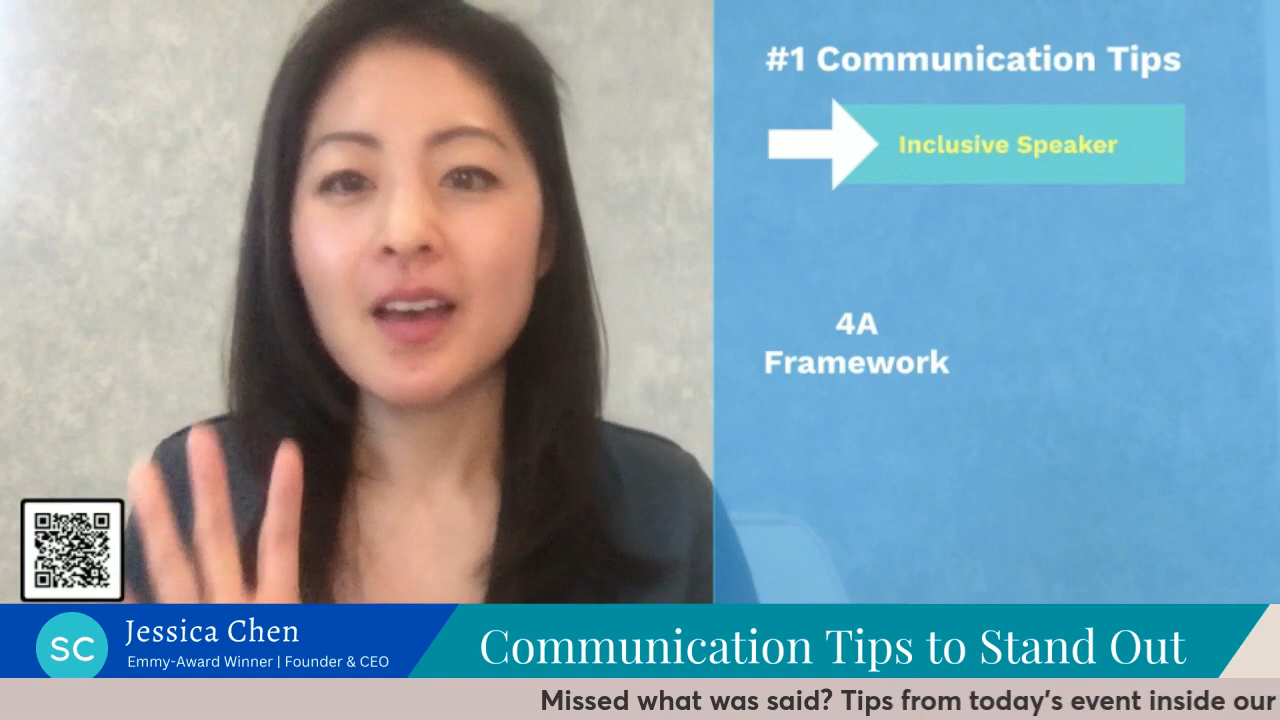 #1 Communication Tips
Inclusive Speaker
4A
Framework
SC
Jessica Chen
Emmy-Award Winner | Founder & CEO
Communication Tips to Stand Out
Missed what was said? Tips from today's event inside our